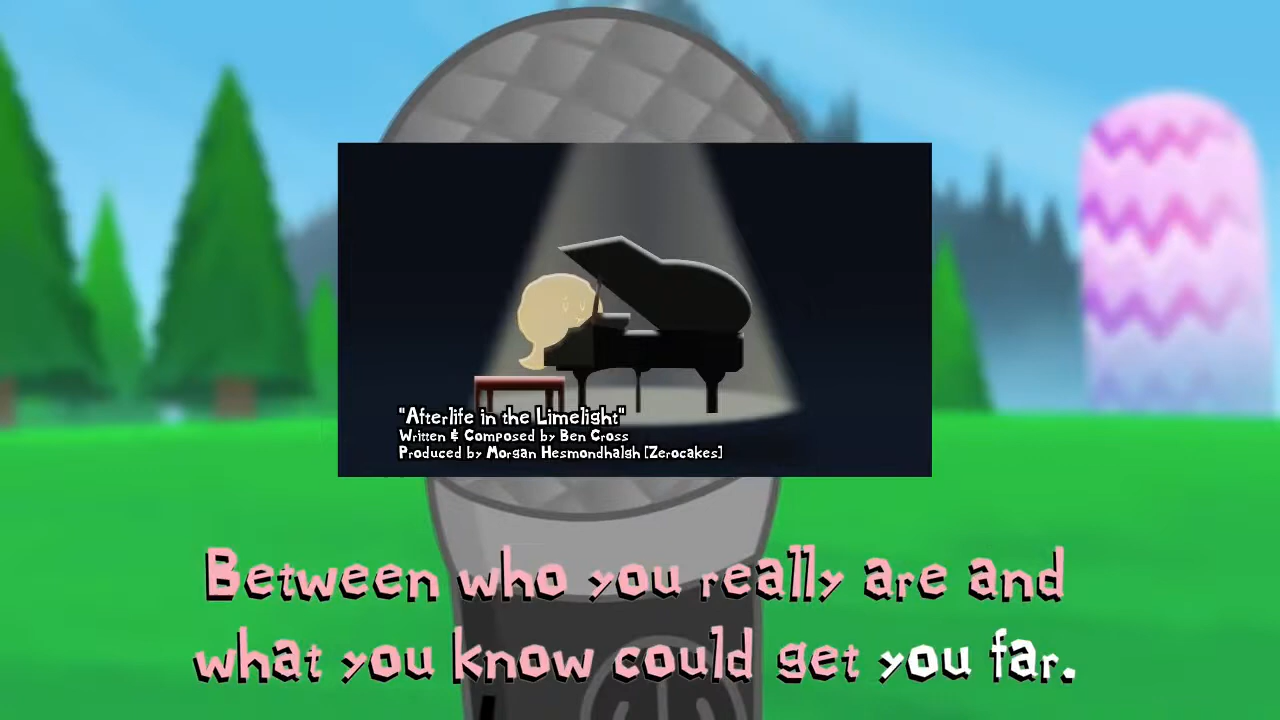 "Afterlife in the Limelight"
Written & Composed by Ben Cross
Produced by Morgan Hesmondhalgh [Zerocakes]
Between who you really are and
what you know could get you far.